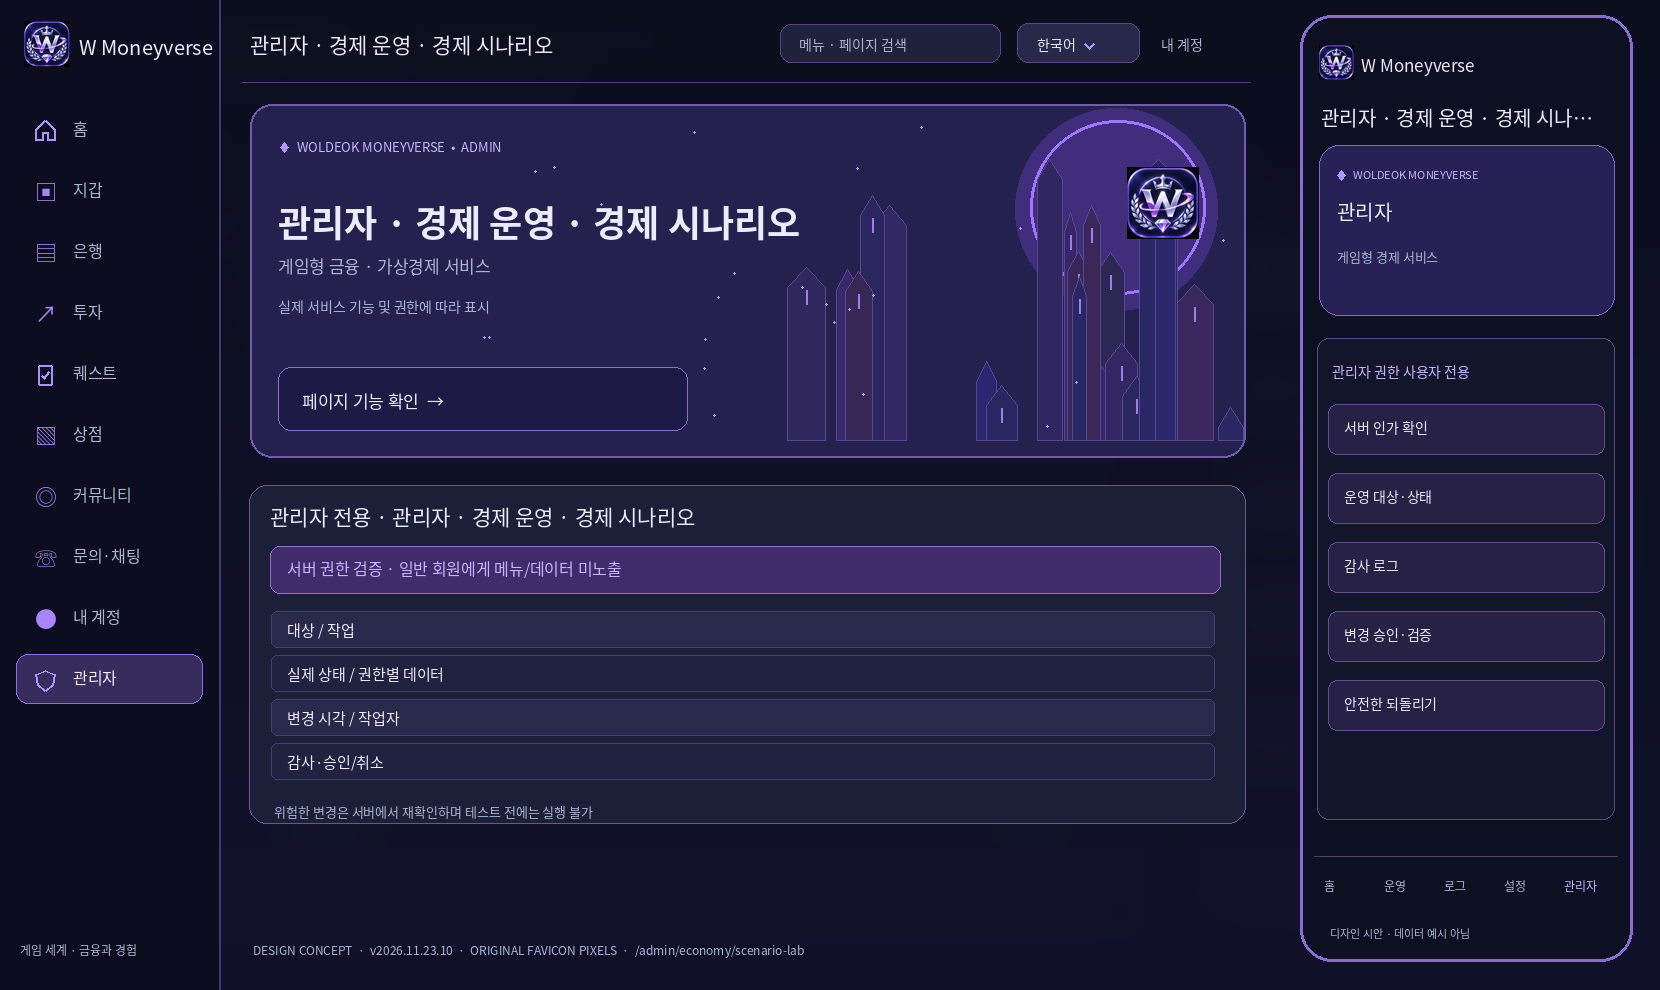 W Moneyverse
홈
지갑
은행
투자
퀘스트
상점
커뮤니티
문의·채팅
내 계정
관리자
게임 세계 · 금융과 경험
관리자 · 경제 운영 · 경제 시나리오
메뉴 · 페이지 검색
한국어
내 계정
WOLDEOK MONEYVERSE • ADMIN
관리자 · 경제 운영 · 경제 시나리오
게임형 금융 · 가상경제 서비스
실제 서비스 기능 및 권한에 따라 표시
페이지 기능 확인 →
관리자 전용 · 관리자 · 경제 운영 · 경제 시나리오
서버 권한 검증 · 일반 회원에게 메뉴/데이터 미노출
대상 / 작업
실제 상태 / 권한별 데이터
변경 시각 / 작업자
감사·승인/취소
위험한 변경은 서버에서 재확인하며 테스트 전에는 실행 불가
DESIGN CONCEPT · v2026.11.23.10 · ORIGINAL FAVICON PIXELS · /admin/economy/scenario-lab
W Moneyverse
관리자 · 경제 운영 · 경제 시나…
WOLDEOK MONEYVERSE
관리자
게임형 경제 서비스
관리자 권한 사용자 전용
서버 인가 확인
운영 대상·상태
감사 로그
변경 승인·검증
안전한 되돌리기
홈 운영 로그 설정 관리자
디자인 시안 · 데이터 예시 아님